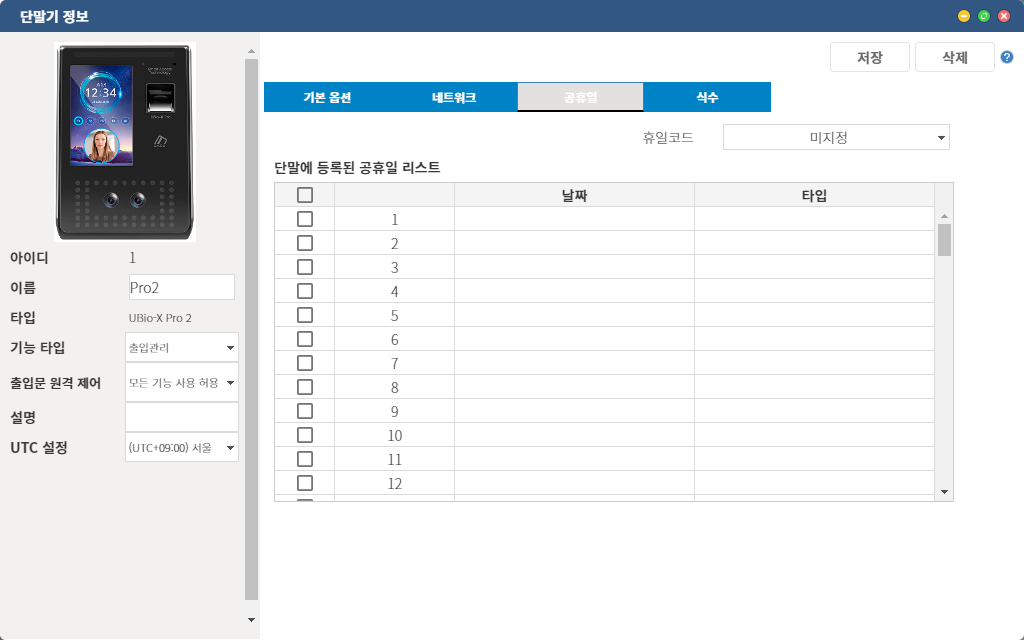 단말기 정보
저장 삭제 ?
기본 옵션 네트워크 공휴일 식수
12:34
휴일코드 미지정
단말에 등록된 공휴일 리스트
날짜 타입
1
2
3
4
5
6
7
8
9
10
11
12
아이디 1
이름 Pro2
타입 UBio-X Pro 2
기능 타입 출입관리
출입문 원격 제어 모든 기능 사용 허용
설명
UTC 설정 (UTC+09:00) 서울